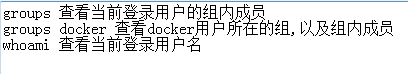 groups 查看当前登录用户的组内成员
groups docker 查看docker用户所在的组,以及组内成员
whoami 查看当前登录用户名